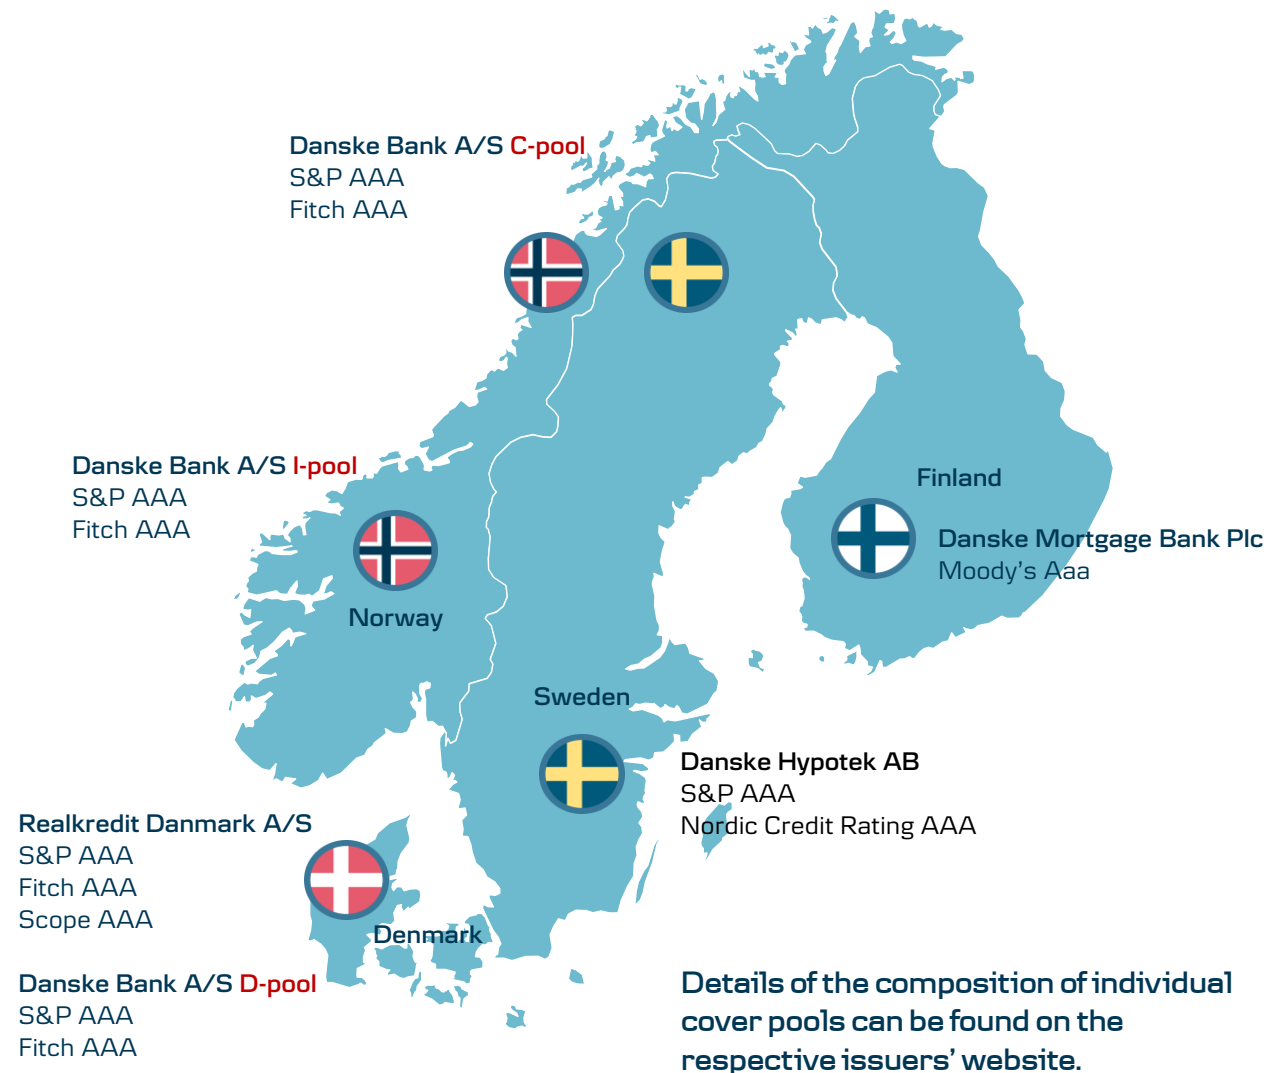 Danske Bank A/S C-pool
S&P AAA
Fitch AAA
Danske Bank A/S I-pool
S&P AAA
Fitch AAA
Norway
Finland
Danske Mortgage Bank Plc
Moody's Aaa
Sweden
Danske Hypotek AB
S&P AAA
Nordic Credit Rating AAA
Realkredit Danmark A/S
S&P AAA
Fitch AAA
Scope AAA
Denmark
Danske Bank A/S D-pool
S&P AAA
Fitch AAA
Details of the composition of individual
cover pools can be found on the
respective issuers' website.